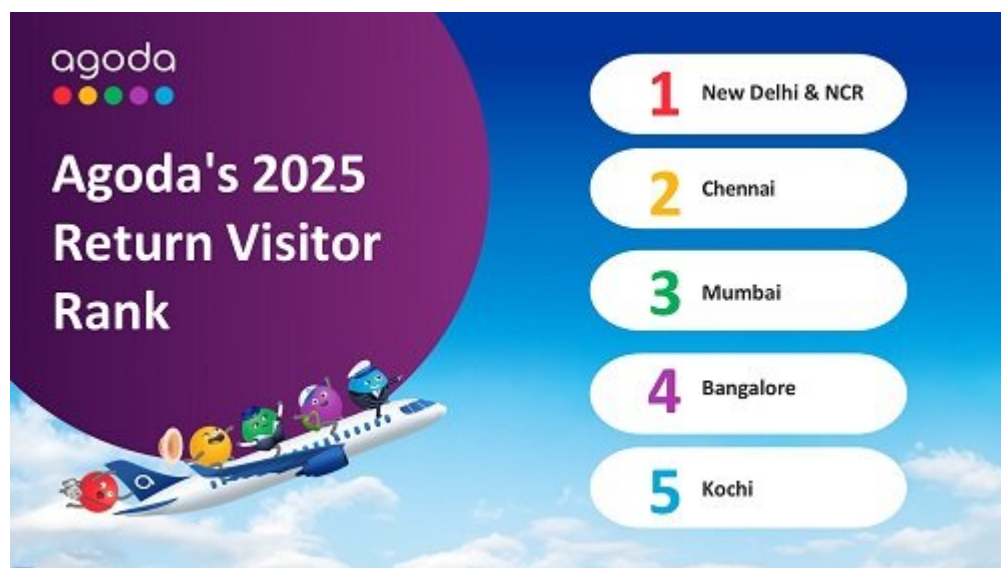 agoda
Agoda's 2025
Return Visitor
Rank
1 New Delhi & NCR
2 Chennai
3 Mumbai
4 Bangalore
5 Kochi